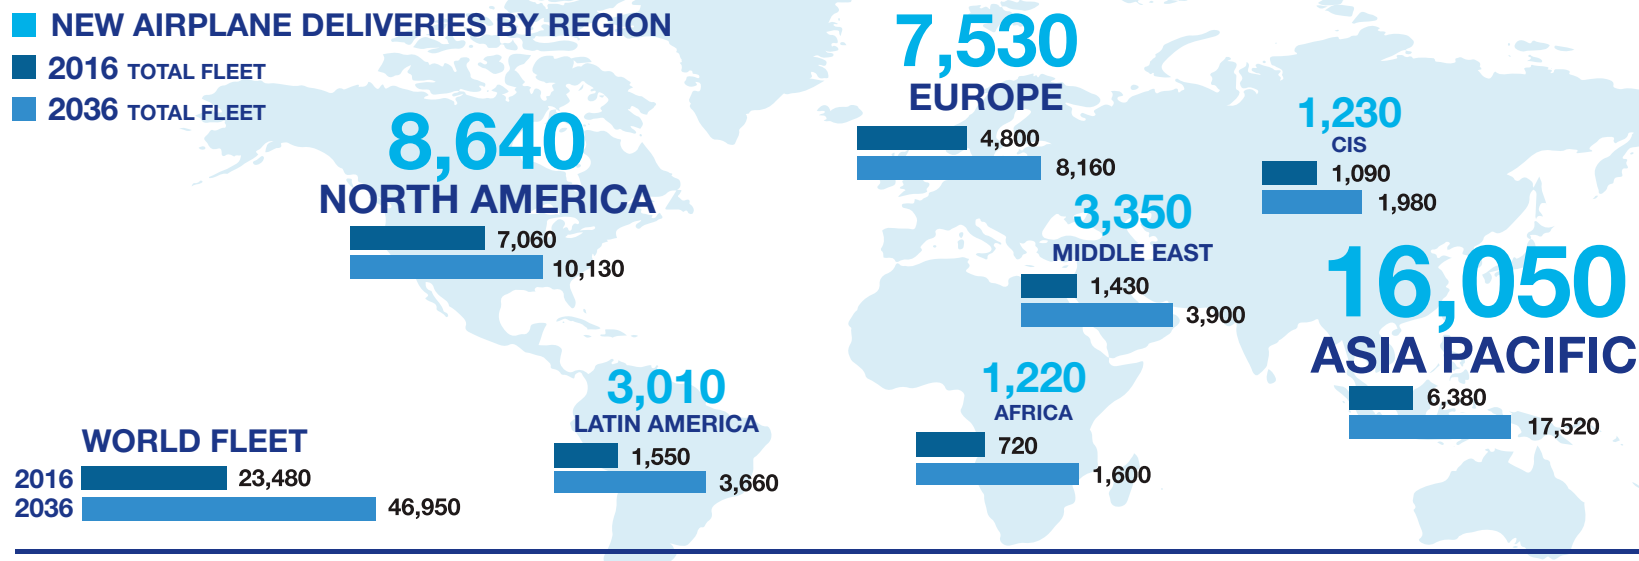 NEW AIRPLANE DELIVERIES BY REGION
2016 TOTAL FLEET
2036 TOTAL FLEET
8,640
NORTH AMERICA
7,060
10,130
7,530
EUROPE
4,800
8,160
1,230
CIS
1,090
1,980
3,350
MIDDLE EAST
1,430
3,900
16,050
ASIA PACIFIC
6,380
17,520
3,010
LATIN AMERICA
1,550
3,660
1,220
AFRICA
720
1,600
WORLD FLEET
2016 23,480
2036 46,950